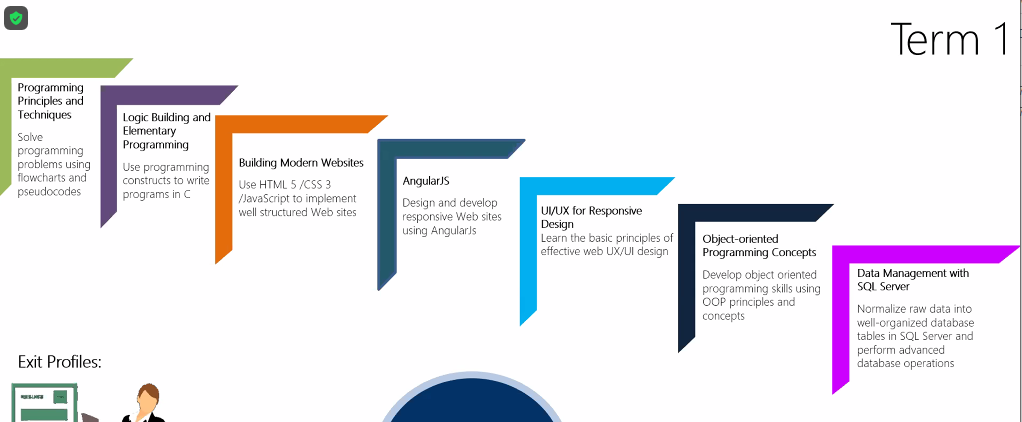 Term 1
Programming
Principles and
Techniques
Solve
programming
problems using
flowcharts and
pseudocodes
Logic Building and
Elementary
Programming
Use programming
constructs to write
programs in C
Building Modern Websites
Use HTML 5 /CSS 3
/JavaScript to implement
well structured Web sites
AngularJS
Design and develop
responsive Web sites
using AngularJs
UI/UX for Responsive
Design
Learn the basic principles of
effective web UX/UI design
Object-oriented
Programming Concepts
Develop object oriented
programming skills using
OOP principles and
concepts
Data Management with
SQL Server
Normalize raw data into
well-organized database
tables in SQL Server and
perform advanced
database operations
Exit Profiles: